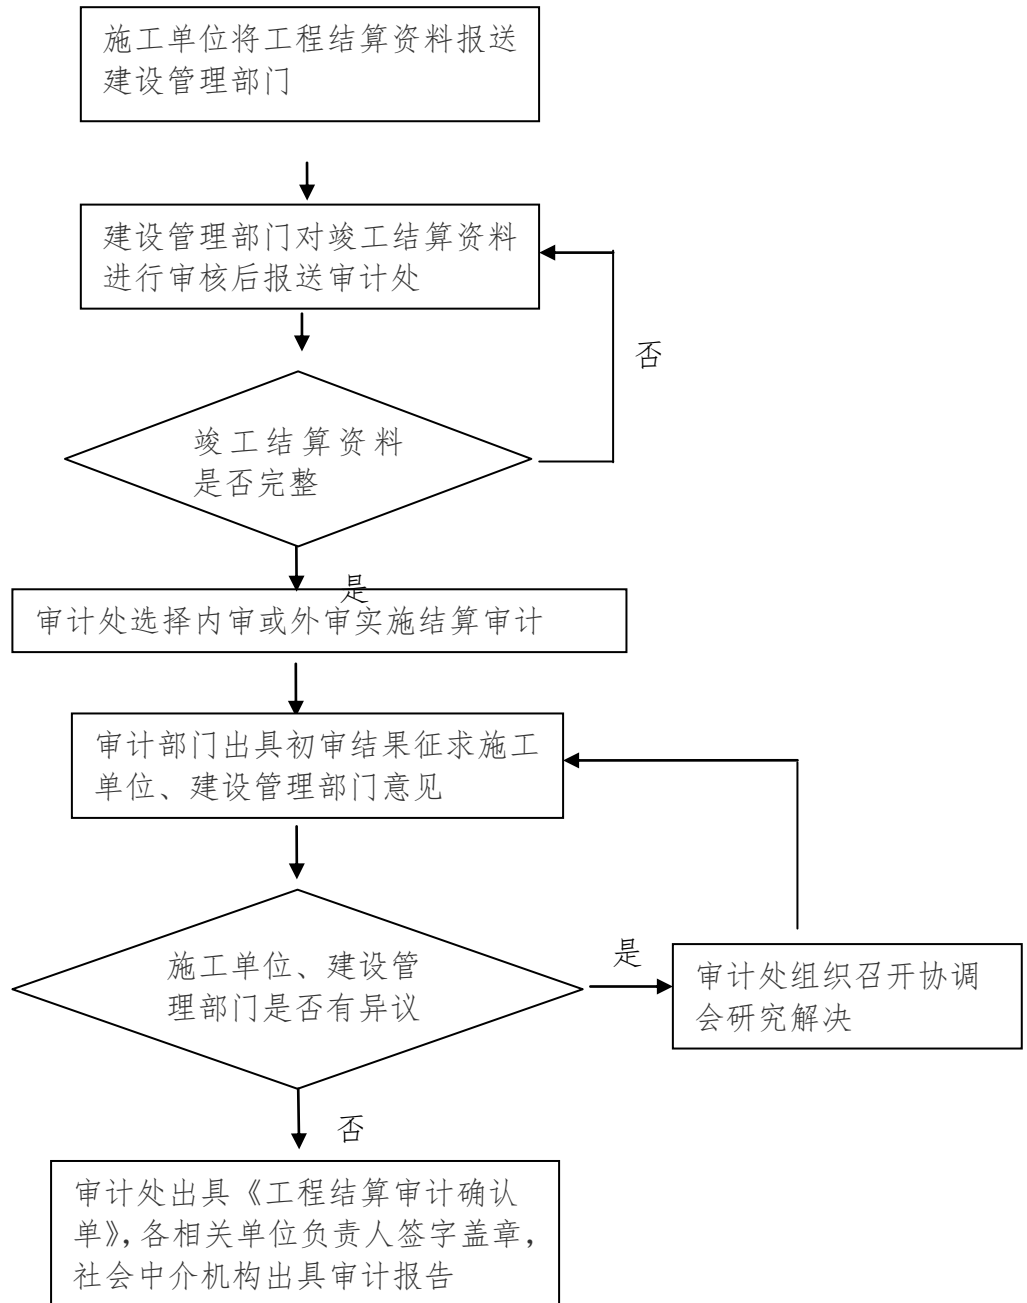 施工单位将工程结算资料报送
建设管理部门
建设管理部门对竣工结算资料
进行审核后报送审计处
否
竣工结算资料
是否完整
是
审计处选择内审或外审实施结算审计
审计部门出具初审结果征求施工
单位、建设管理部门意见
施工单位、建设管
理部门是否有异议
是
审计处组织召开协调
会研究解决
否
审计处出具《工程结算审计确认
单》，各相关单位负责人签字盖章，
社会中介机构出具审计报告